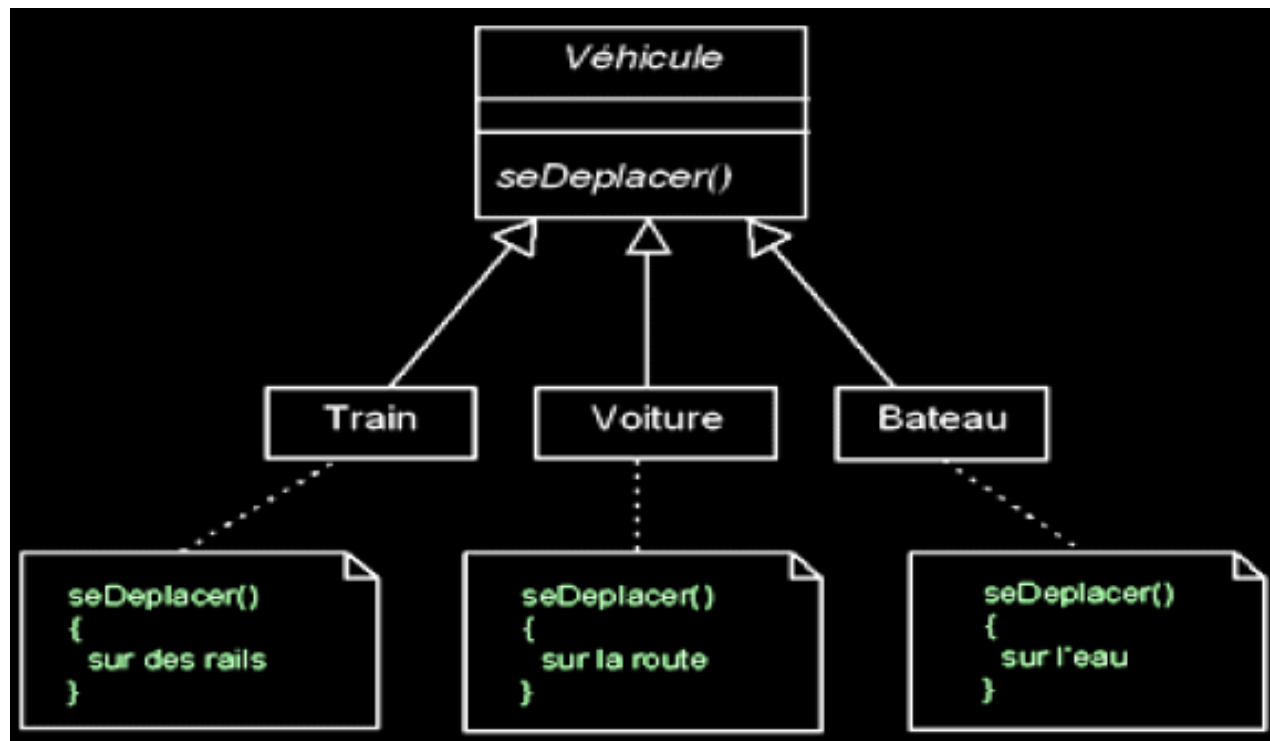 Véhicule
seDeplacer()
Train
Voiture
Bateau
seDeplacer()
{
sur des rails
}
seDeplacer()
{
sur la route
}
seDeplacer()
{
sur l'eau
}